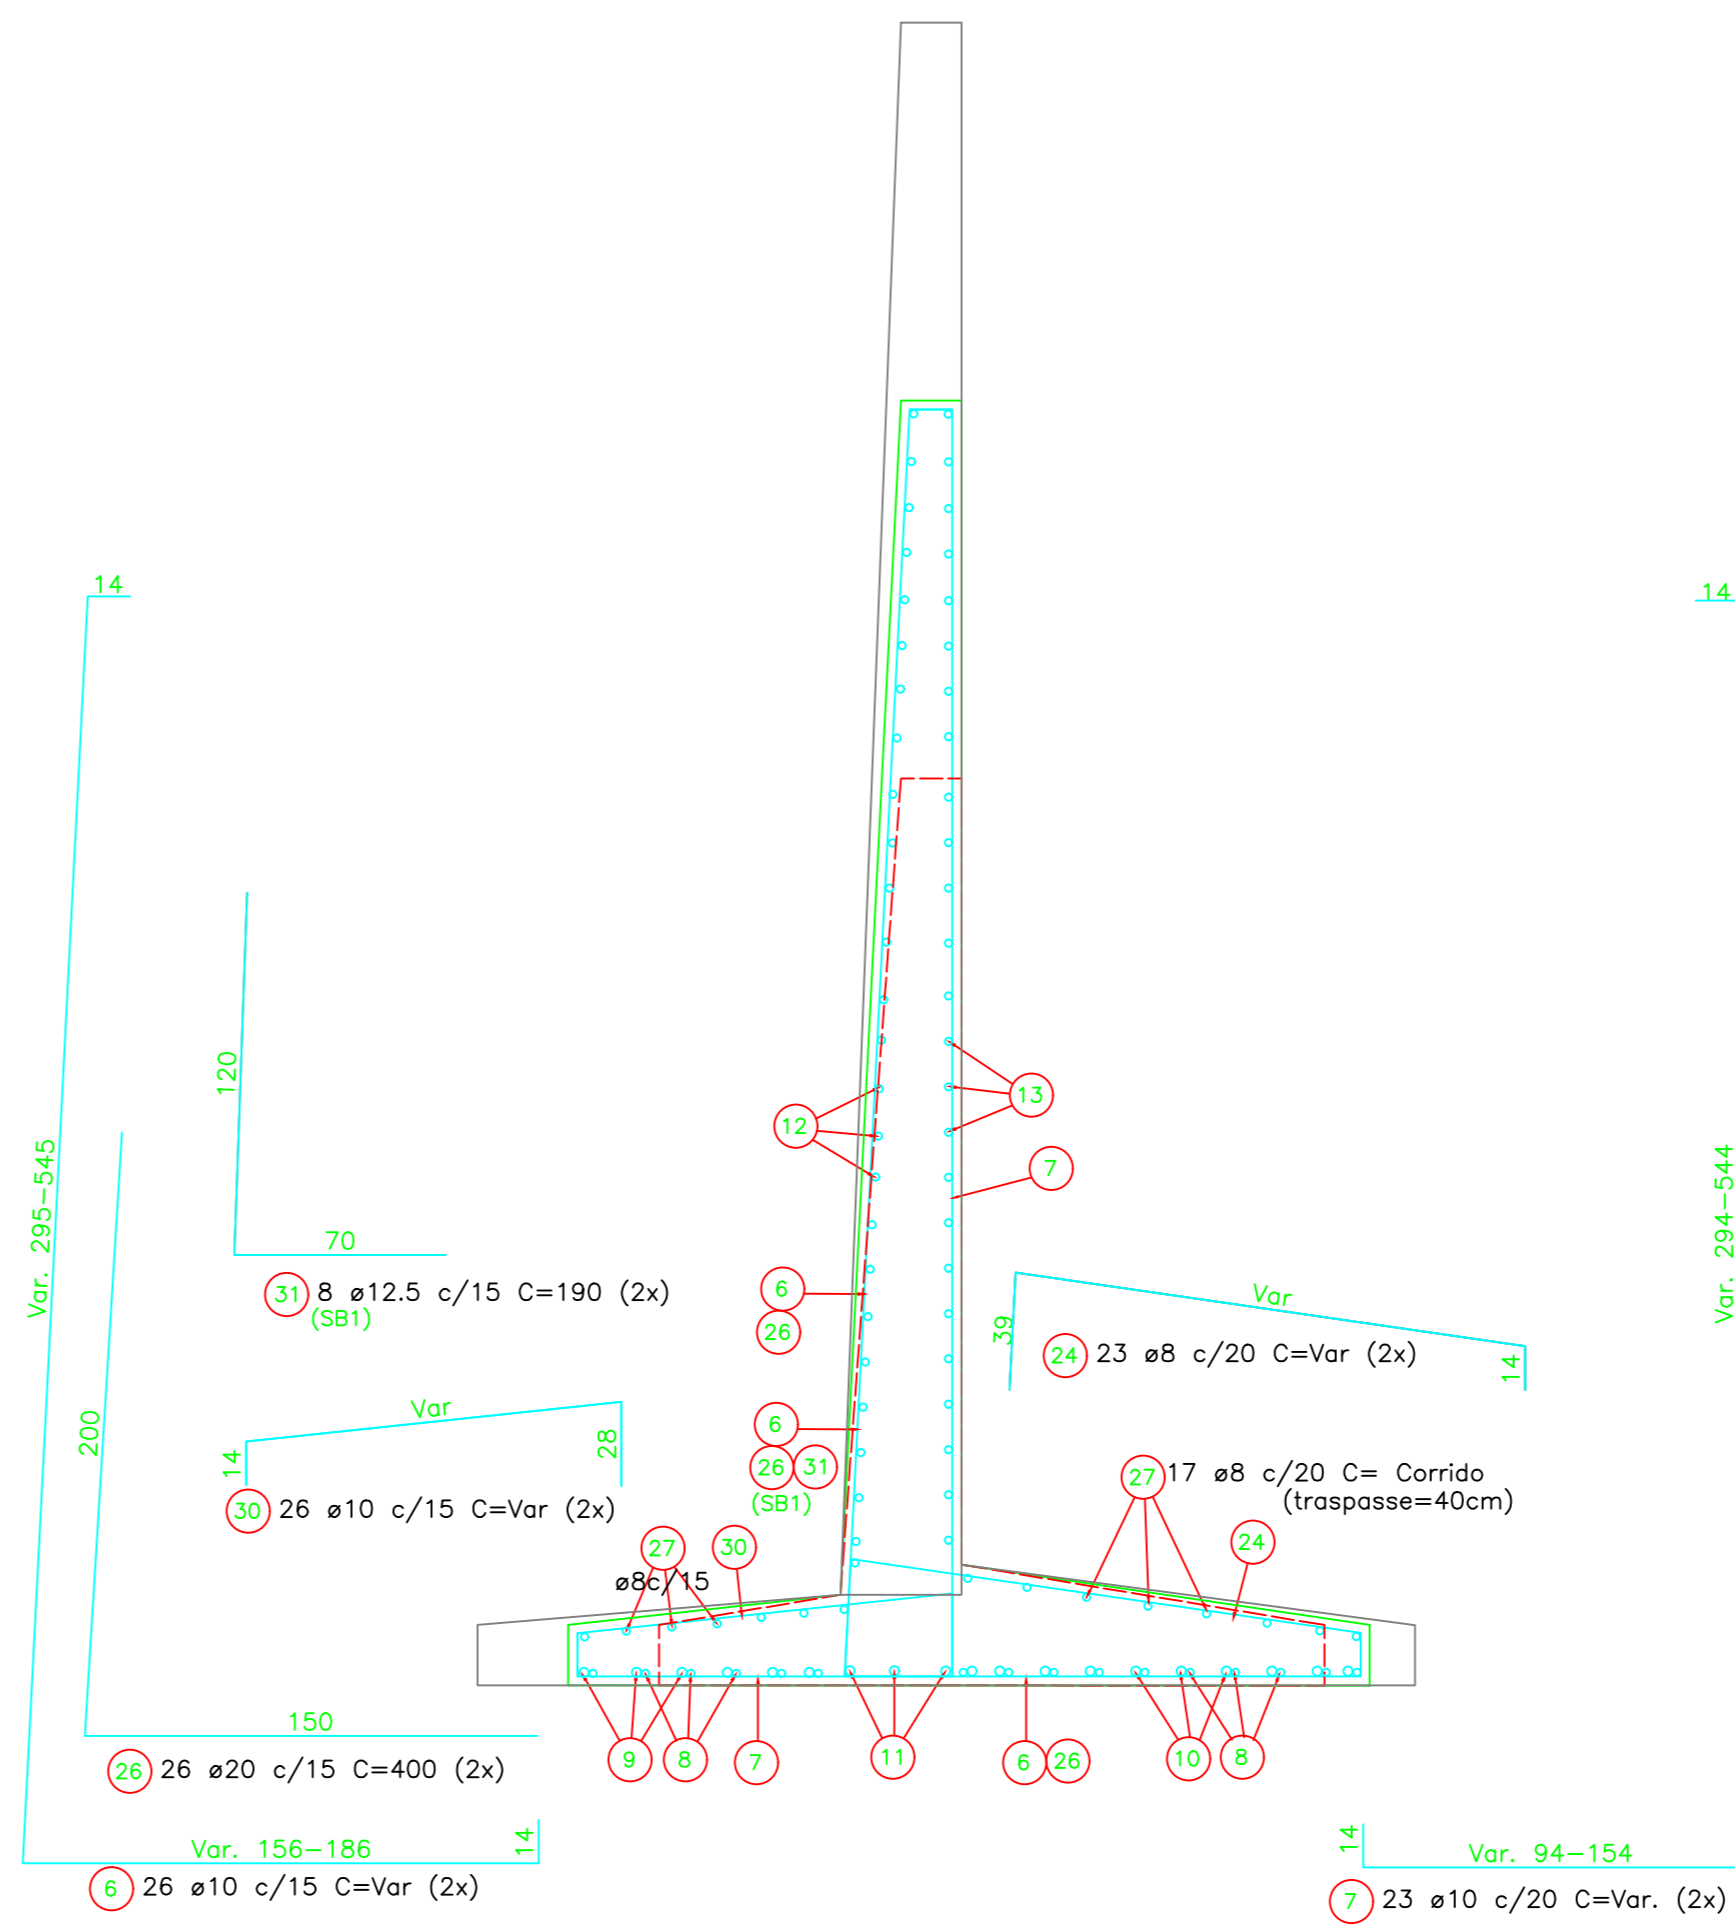 14
14
Var. 295-545
120
70
31 8 ø12.5 c/15 C=190 (2x)
(SB1)
12
13
7
6
26
Var. 294-544
Var
39
14
24 23 ø8 c/20 C=Var (2x)
200
Var
14
28
30 26 ø10 c/15 C=Var (2x)
6
26 31
(SB1)
27 17 ø8 c/20 C= Corrido
(traspasse=40cm)
27
30
24
ø8c/15
150
26 26 ø20 c/15 C=400 (2x)
9
8
7
11
6 26
10
8
Var. 156-186
14
6 26 ø10 c/15 C=Var (2x)
14
Var. 94-154
7 23 ø10 c/20 C=Var. (2x)